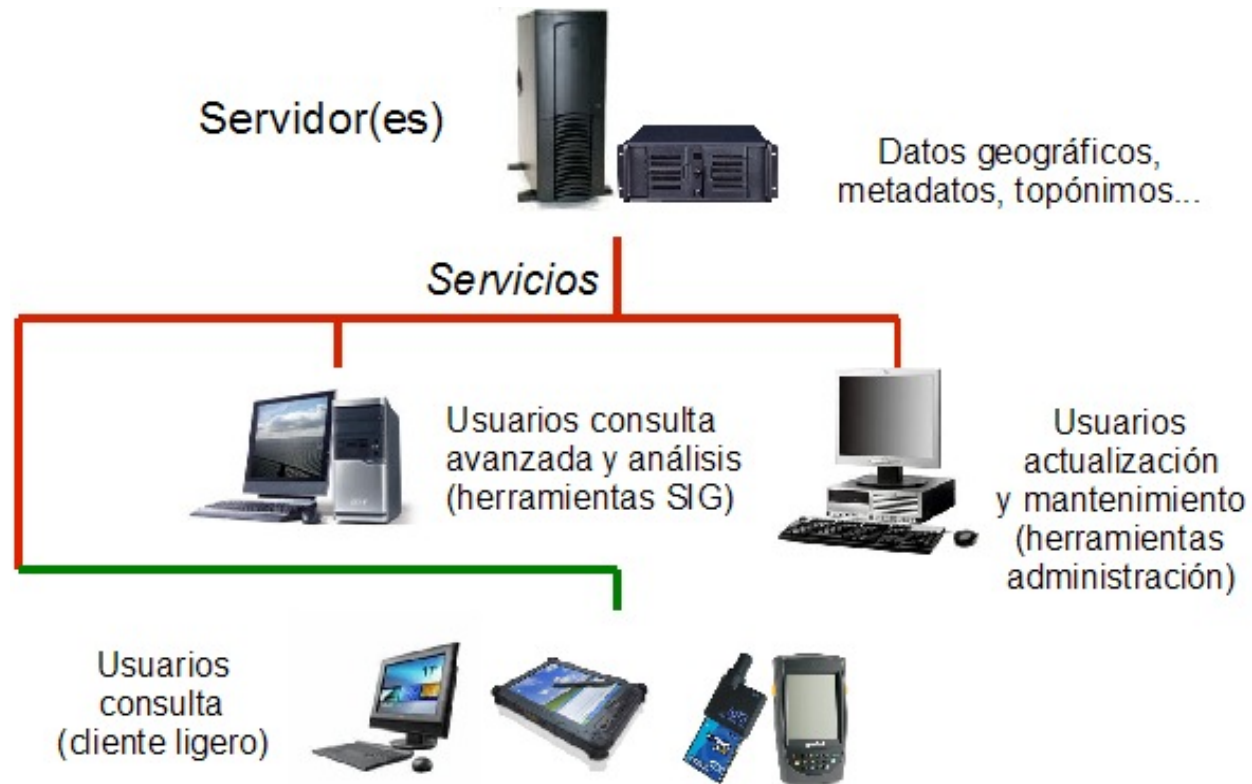 Servidor(es)
Datos geográficos,
metadatos, topónimos...
Servicios
Usuarios consulta
avanzada y análisis
(herramientas SIG)
Usuarios
actualización
y mantenimiento
(herramientas
administración)
Usuarios
consulta
(cliente ligero)
17"